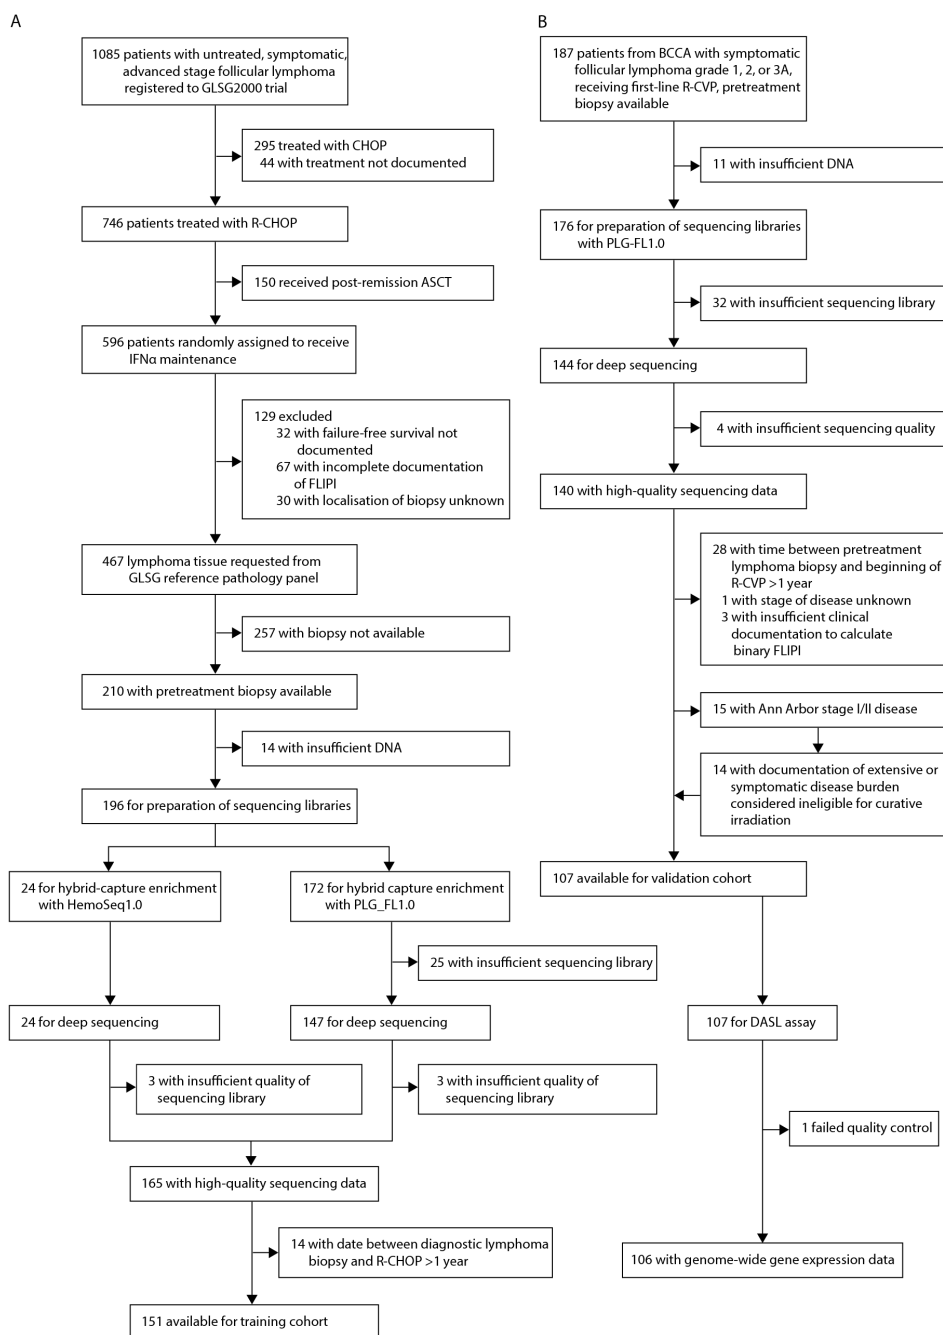 A
1085 patients with untreated, symptomatic,
advanced stage follicular lymphoma
registered to GLSG2000 trial
295 treated with CHOP
44 with treatment not documented
746 patients treated with R-CHOP
150 received post-remission ASCT
596 patients randomly assigned to receive
IFNα maintenance
129 excluded
32 with failure-free survival not
documented
67 with incomplete documentation
of FLIPI
30 with localisation of biopsy unknown
467 lymphoma tissue requested from
GLSG reference pathology panel
257 with biopsy not available
210 with pretreatment biopsy available
14 with insufficient DNA
196 for preparation of sequencing libraries
24 for hybrid-capture enrichment
with HemoSeq1.0
172 for hybrid capture enrichment
with PLG_FL1.0
25 with insufficient sequencing library
24 for deep sequencing
147 for deep sequencing
3 with insufficient quality of
sequencing library
3 with insufficient quality of
sequencing library
165 with high-quality sequencing data
14 with date between diagnostic lymphoma
biopsy and R-CHOP >1 year
151 available for training cohort
B
187 patients from BCCA with symptomatic
follicular lymphoma grade 1, 2, or 3A,
receiving first-line R-CVP, pretreatment
biopsy available
11 with insufficient DNA
176 for preparation of sequencing libraries
with PLG-FL1.0
32 with insufficient sequencing library
144 for deep sequencing
4 with insufficient sequencing quality
140 with high-quality sequencing data
28 with time between pretreatment
lymphoma biopsy and beginning of
R-CVP >1 year
1 with stage of disease unknown
3 with insufficient clinical
documentation to calculate
binary FLIPI
15 with Ann Arbor stage I/II disease
14 with documentation of extensive or
symptomatic disease burden
considered ineligible for curative
irradiation
107 available for validation cohort
107 for DASL assay
1 failed quality control
106 with genome-wide gene expression data